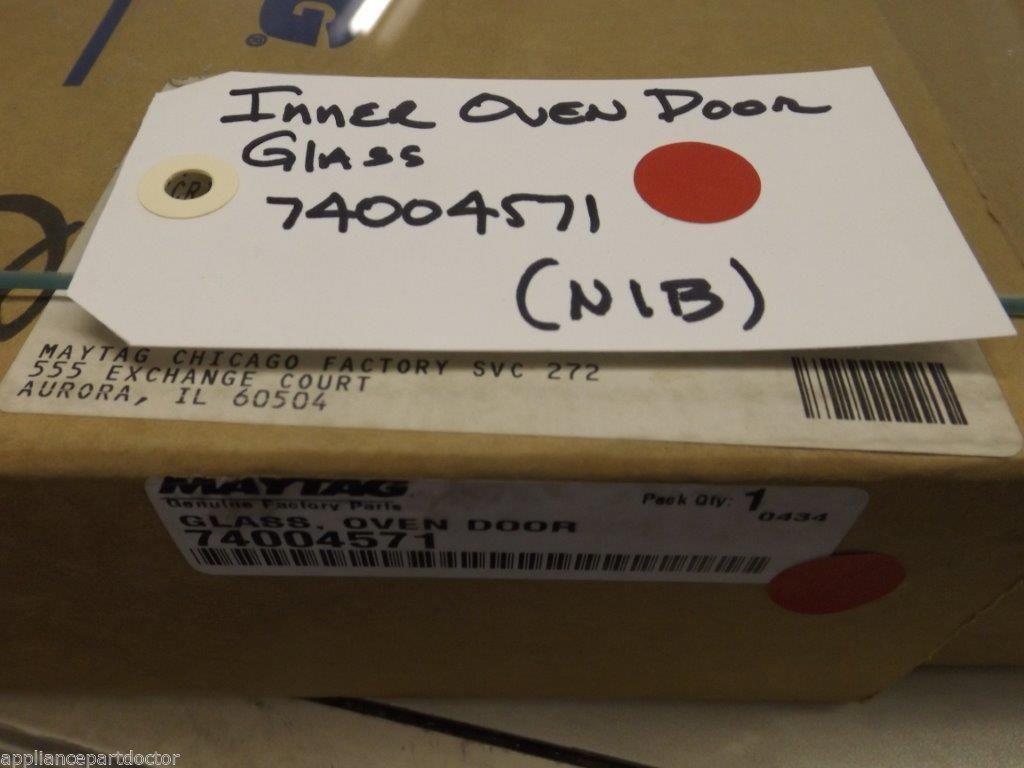 Inner Oven Door
Glass
74004571
(NIB)
CR
MAYTAG CHICAGO FACTORY SVC 272
555 EXCHANGE COURT
AURORA, IL 60504
MAYTAG
Genuine Factory Parts
Pack Qty: 1
0434
GLASS, OVEN DOOR
74004571
appliancepartdoctor